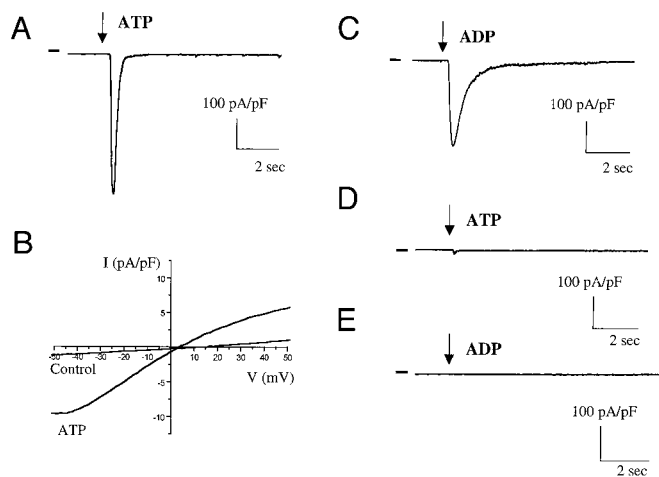 A
ATP
100 pA/pF
2 sec
B
I (pA/pF)
10
5
-50 -40 -30 -20 -10 10 20 30 40 50
Control
V (mV)
-5
-10
ATP
C
ADP
100 pA/pF
2 sec
D
ATP
100 pA/pF
2 sec
E
ADP
100 pA/pF
2 sec